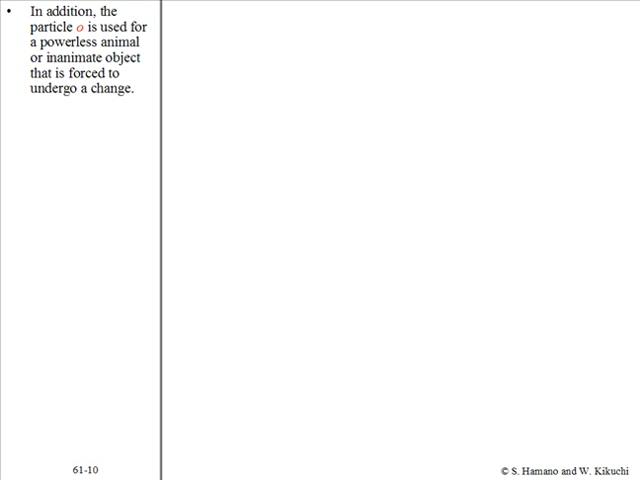 • In addition, the
particle o is used for
a powerless animal
or inanimate object
that is forced to
undergo a change.
61-10
© S. Hamano and W. Kikuchi